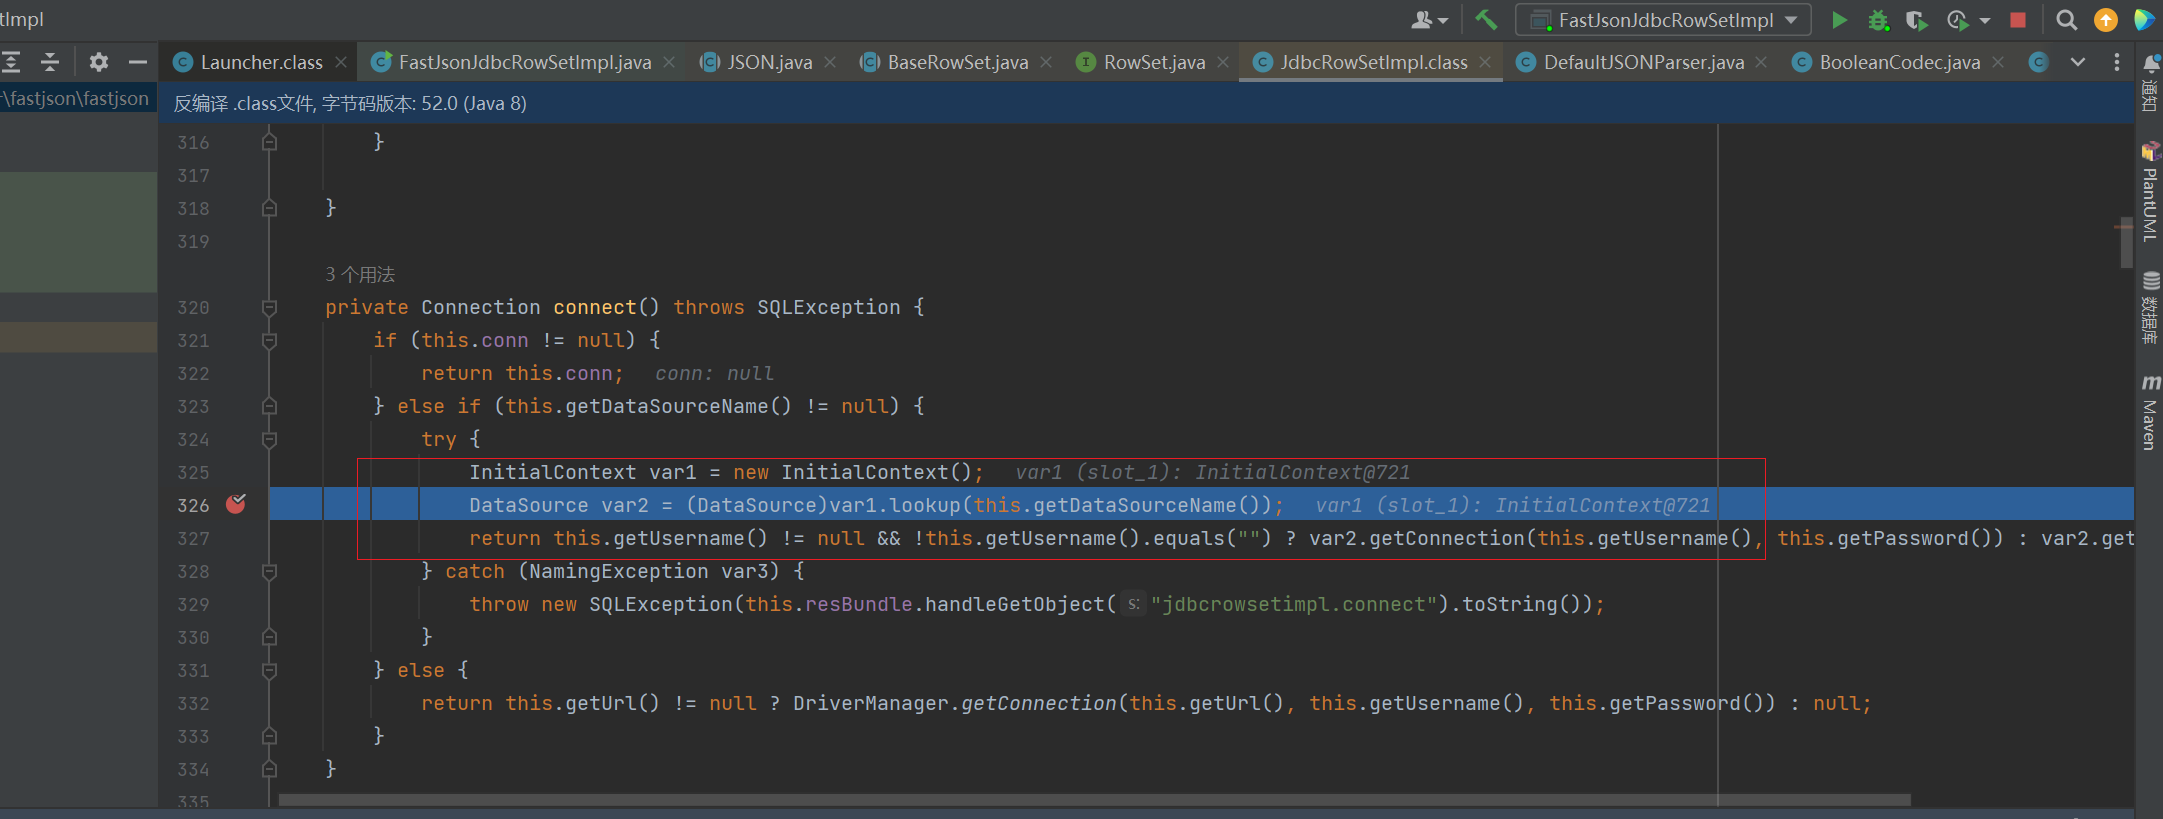 tImpl
FastJsonJdbcRowSetImpl
Launcher.class FastJsonJdbcRowSetImpl.java JSON.java BaseRowSet.java RowSet.java JdbcRowSetImpl.class DefaultJSONParser.java BooleanCodec.java
\fastjson\fastjson
反编译 .class文件, 字节码版本: 52.0 (Java 8)
316 }
317
318 }
319
3 个用法
320 private Connection connect() throws SQLException {
321 if (this.conn != null) {
322 return this.conn; conn: null
323 } else if (this.getDataSourceName() != null) {
324 try {
325 InitialContext var1 = new InitialContext(); var1 (slot_1): InitialContext@721
326 DataSource var2 = (DataSource)var1.lookup(this.getDataSourceName()); var1 (slot_1): InitialContext@721
327 return this.getUsername() != null && !this.getUsername().equals("") ? var2.getConnection(this.getUsername(), this.getPassword()) : var2.get
328 } catch (NamingException var3) {
329 throw new SQLException(this.resBundle.handleGetObject( s: "jdbcrowsetimpl.connect").toString());
330 }
331 } else {
332 return this.getUrl() != null ? DriverManager.getConnection(this.getUrl(), this.getUsername(), this.getPassword()) : null;
333 }
334 }
335
通知
PlantUML
数据库
m Maven